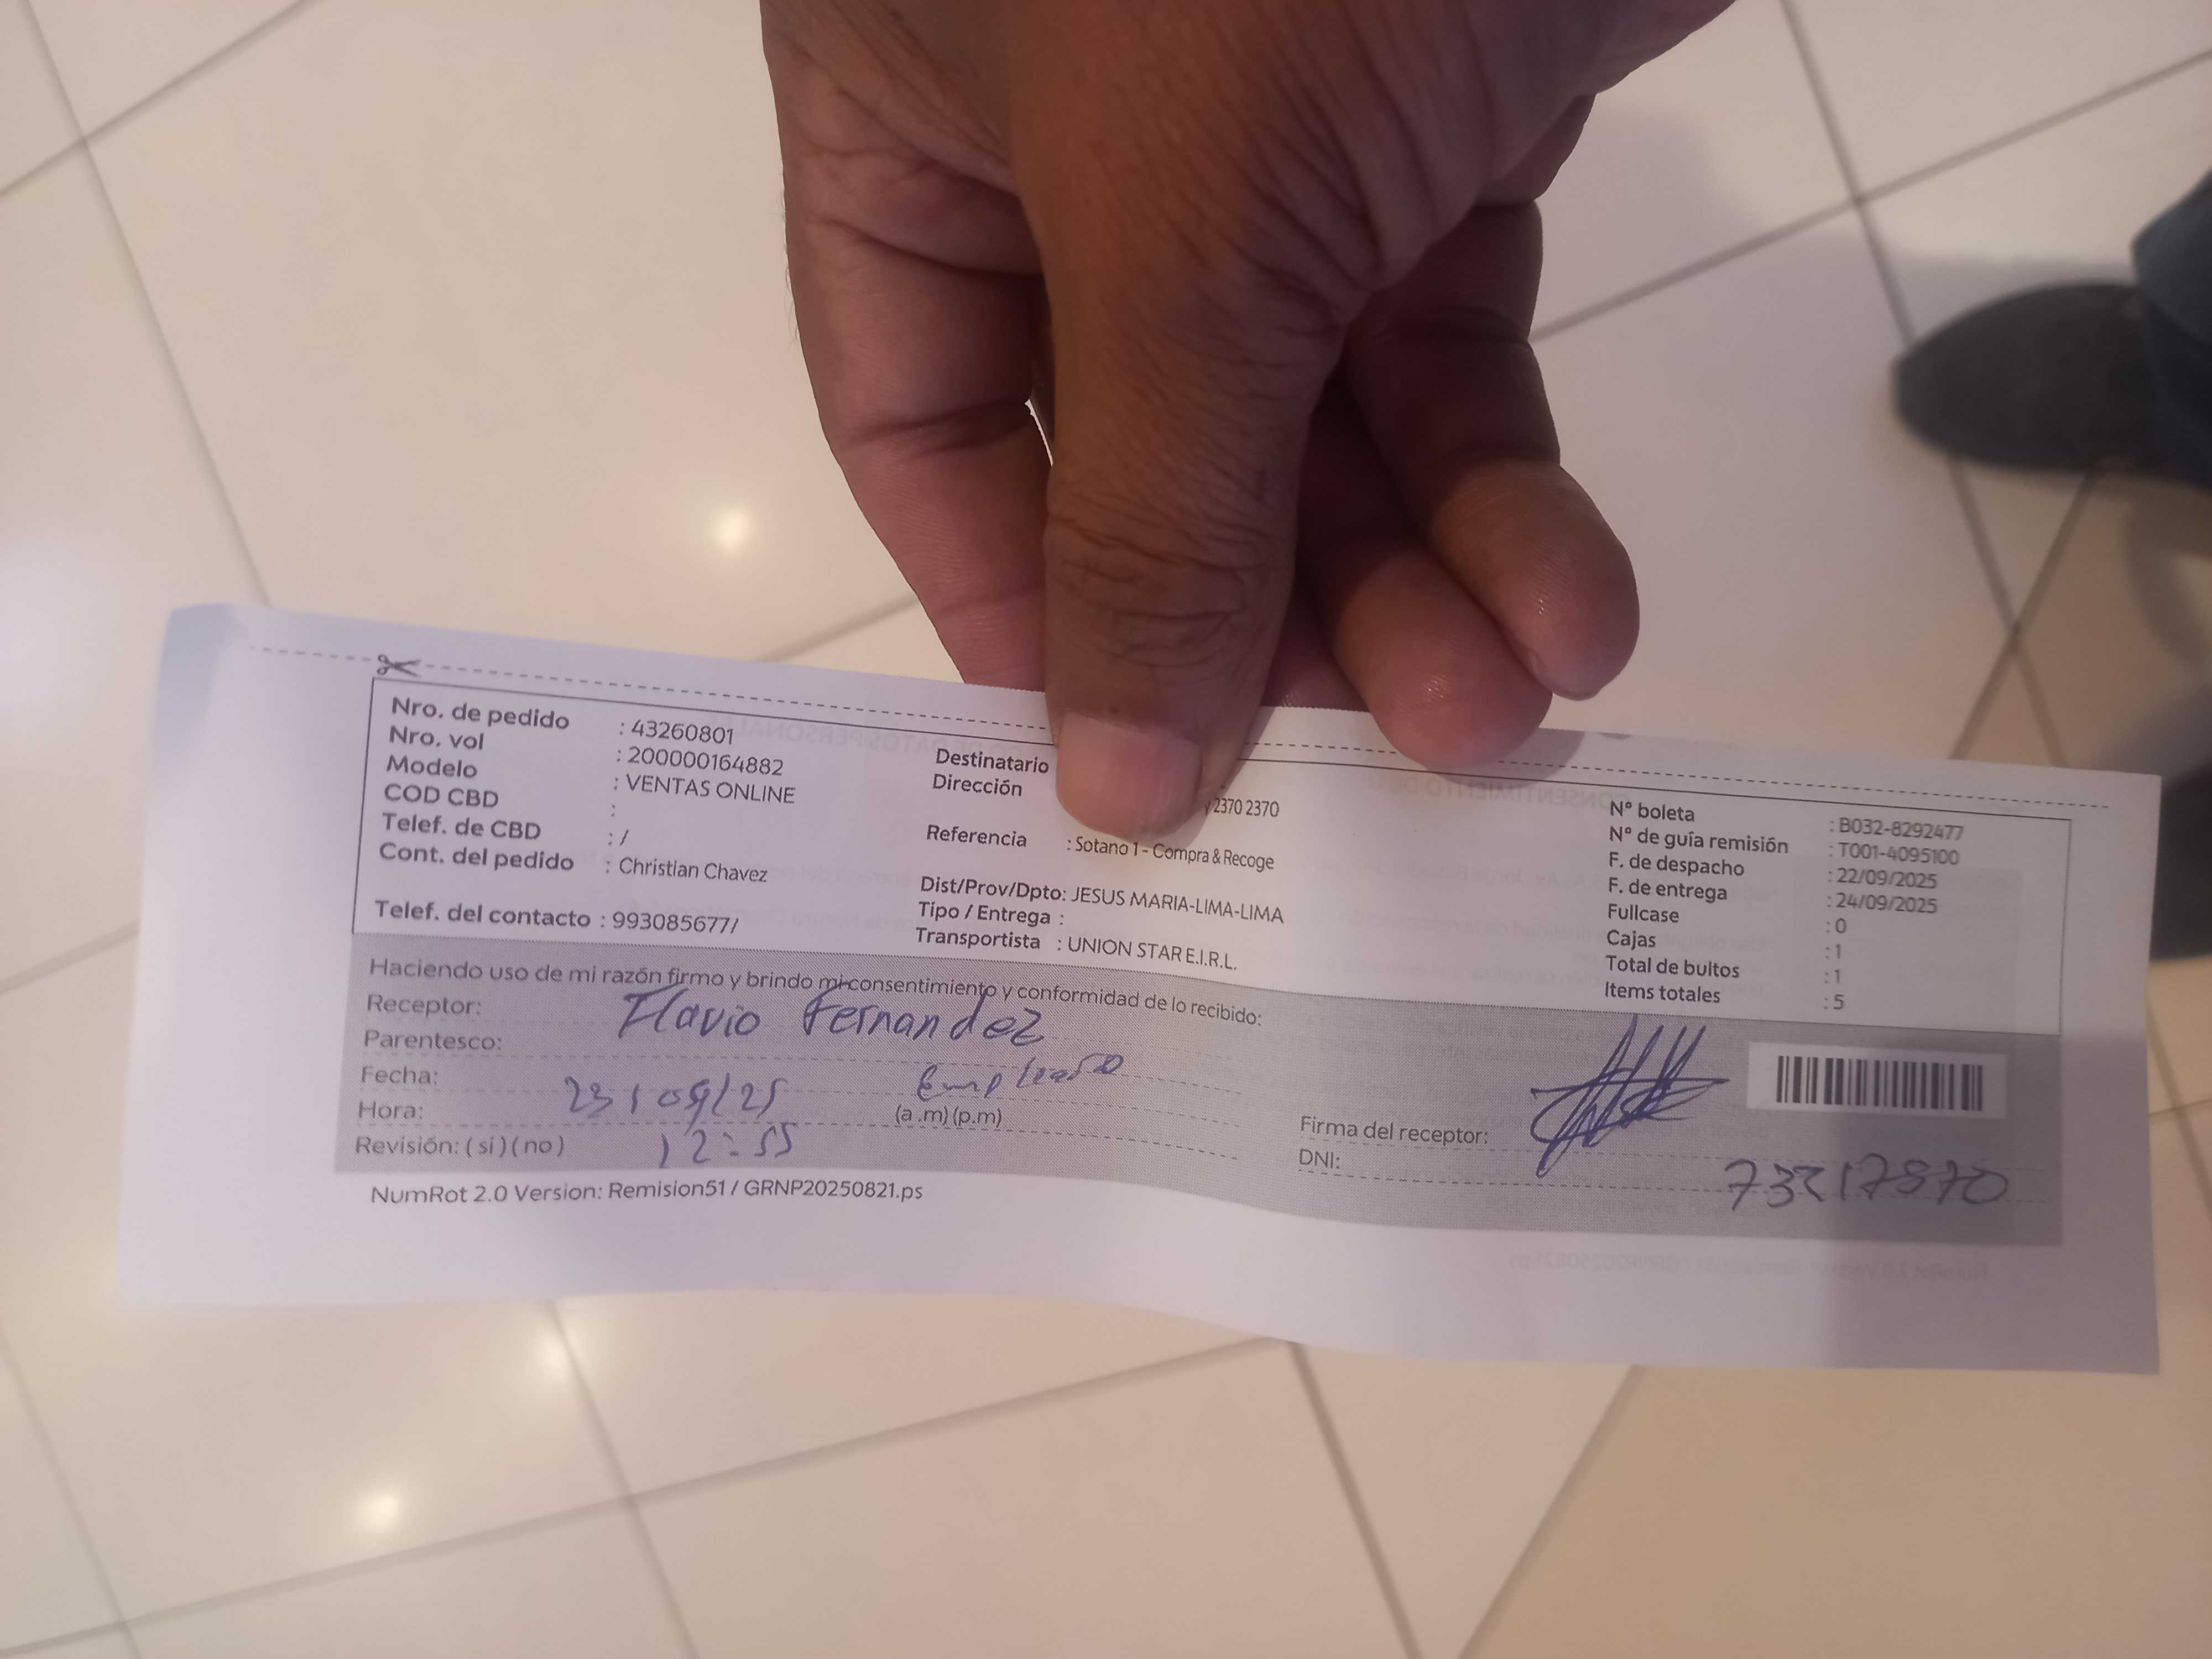 Nro. de pedido : 43260801
Nro. vol : 200000164882
Modelo : VENTAS ONLINE
COD CBD :
Telef. de CBD : /
Cont. del pedido : Christian Chavez
Telef. del contacto : 993085677/
Destinatario
Dirección 2370 2370
Referencia : Sotano 1 - Compra & Recoge
Dist/Prov/Dpto: JESUS MARIA-LIMA-LIMA
Tipo / Entrega :
Transportista : UNION STAR E.I.R.L.
N° boleta : B032-8292477
N° de guía remisión : T001-4095100
F. de despacho : 22/09/2025
F. de entrega : 24/09/2025
Fullcase : 0
Cajas : 1
Total de bultos : 1
Items totales : 5
Haciendo uso de mi razón firmo y brindo mi consentimiento y conformidad de lo recibido:
Receptor: Flavio Fernandez
Parentesco: Empleado
Fecha: 23/09/25
Hora: 12:55 (a.m) (p.m)
Revisión: ( si ) ( no )
Firma del receptor:
DNI: 73217870
NumRot 2.0 Version: Remision51 / GRNP20250821.ps